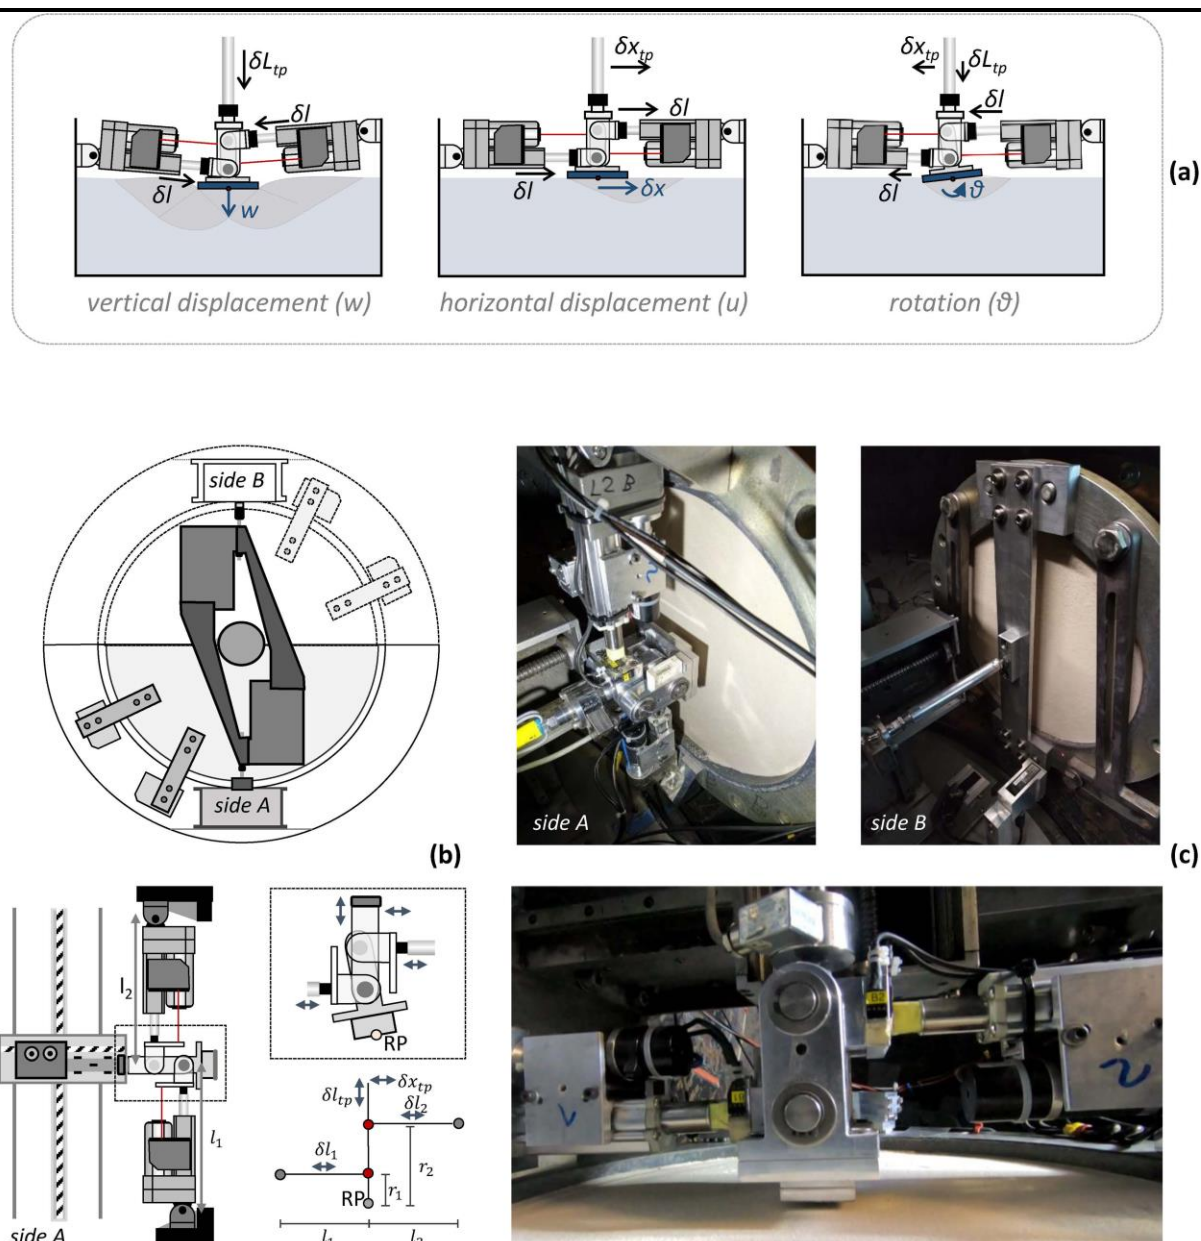 δL_tp
δl
δl
w
vertical displacement (w)
δx_tp
δl
δl
δx
horizontal displacement (u)
δx_tp
δL_tp
δl
δl
ϑ
rotation (ϑ)
(a)
side B
side A
(b)
L2 B
side A
side B
(c)
l_2
l_1
side A
RP
δx_tp
δl_tp
δl_2
δl_1
r_2
r_1
RP
l_1
l_2